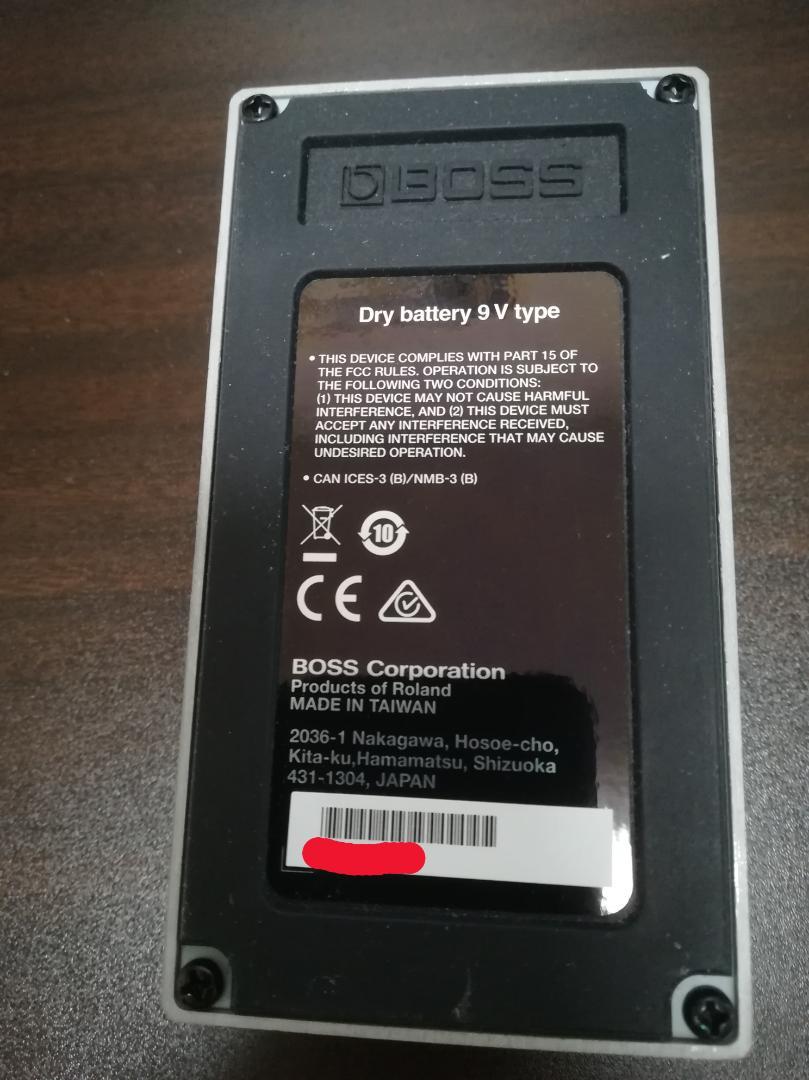 BOSS
Dry battery 9 V type
• THIS DEVICE COMPLIES WITH PART 15 OF
THE FCC RULES. OPERATION IS SUBJECT TO
THE FOLLOWING TWO CONDITIONS:
(1) THIS DEVICE MAY NOT CAUSE HARMFUL
INTERFERENCE, AND (2) THIS DEVICE MUST
ACCEPT ANY INTERFERENCE RECEIVED,
INCLUDING INTERFERENCE THAT MAY CAUSE
UNDESIRED OPERATION.
• CAN ICES-3 (B)/NMB-3 (B)
10
CE
BOSS Corporation
Products of Roland
MADE IN TAIWAN
2036-1 Nakagawa, Hosoe-cho,
Kita-ku,Hamamatsu, Shizuoka
431-1304, JAPAN